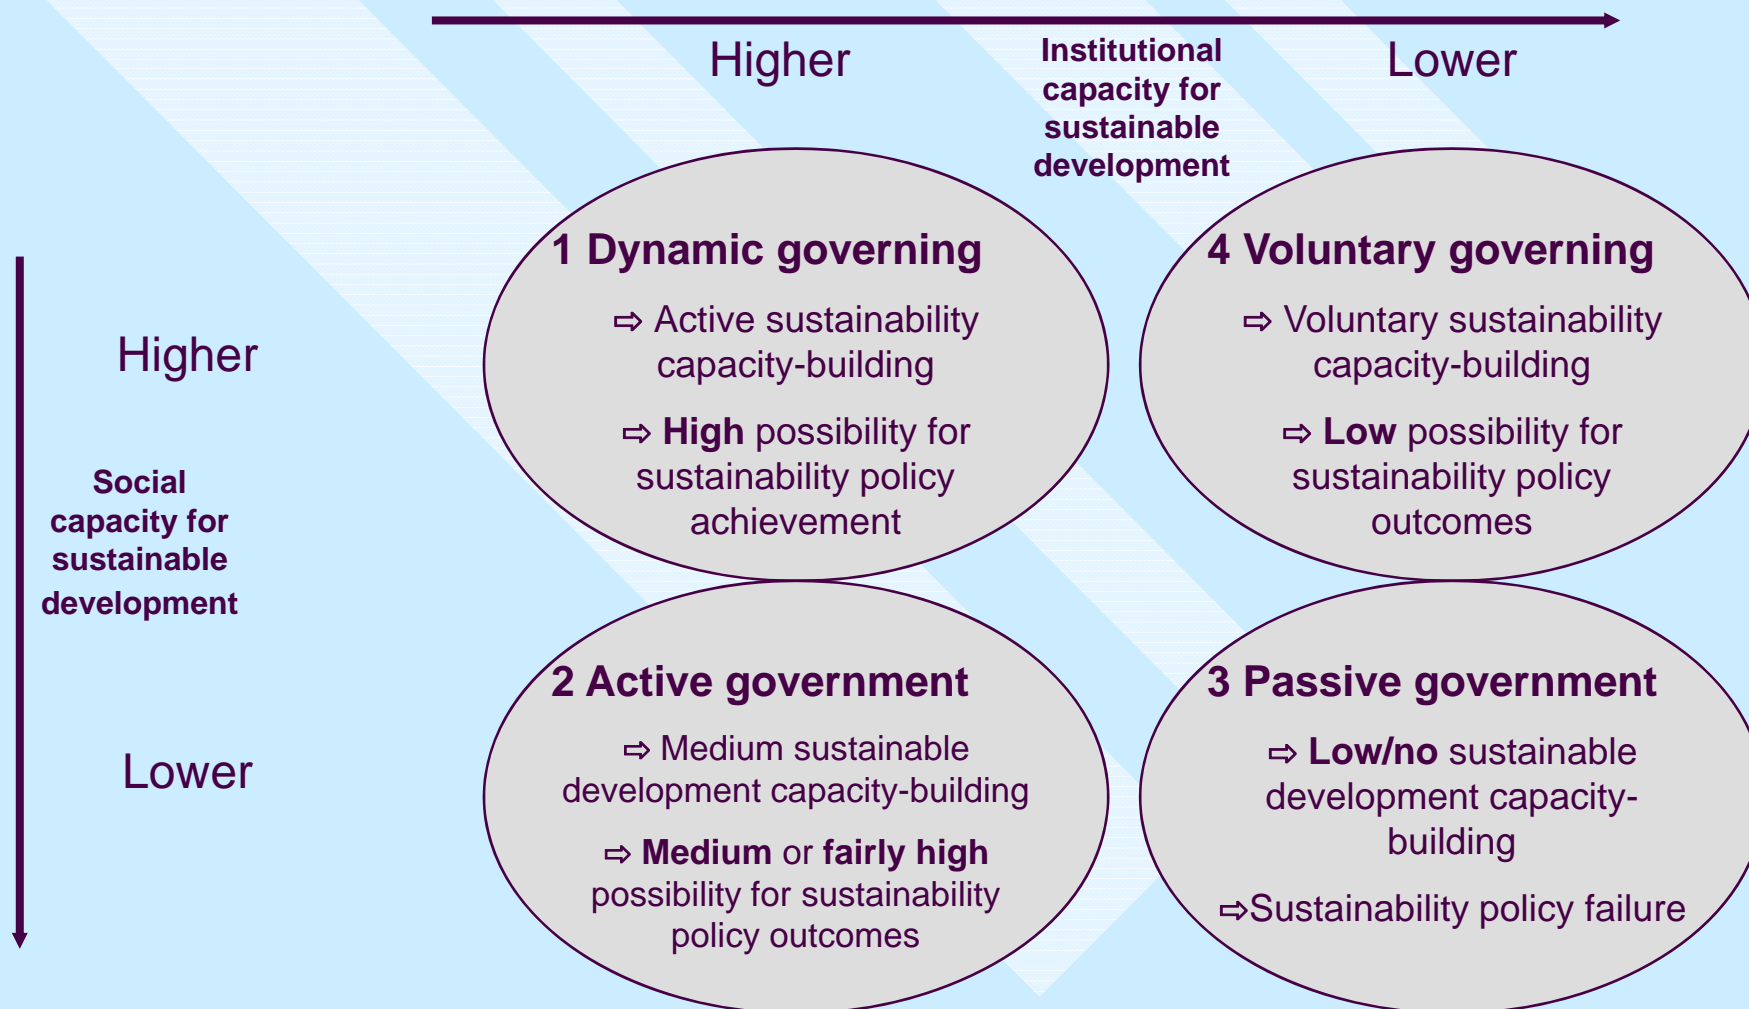 Higher
Institutional
capacity for
sustainable
development
Lower
Higher
Social
capacity for
sustainable
development
Lower
1 Dynamic governing
⇨ Active sustainability
capacity-building
⇨ High possibility for
sustainability policy
achievement
4 Voluntary governing
⇨ Voluntary sustainability
capacity-building
⇨ Low possibility for
sustainability policy
outcomes
2 Active government
⇨ Medium sustainable
development capacity-building
⇨ Medium or fairly high
possibility for sustainability
policy outcomes
3 Passive government
⇨ Low/no sustainable
development capacity-
building
⇨Sustainability policy failure